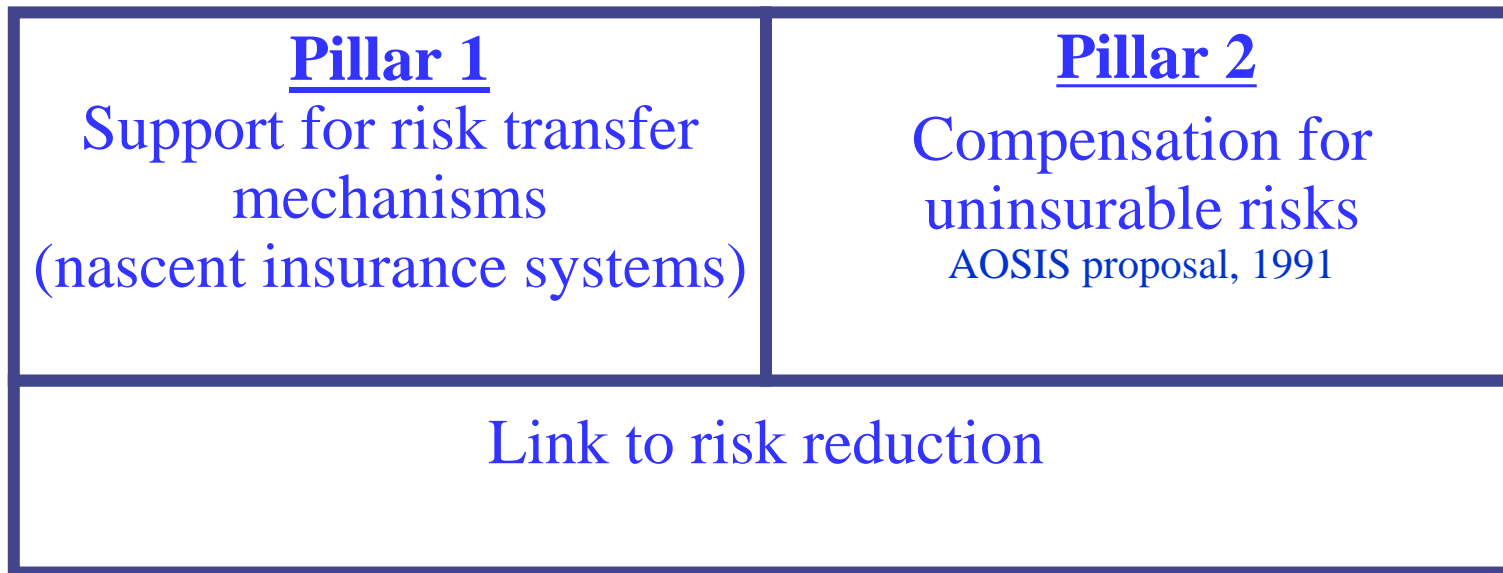 Pillar 1
Support for risk transfer
mechanisms
(nascent insurance systems)
Pillar 2
Compensation for
uninsurable risks
AOSIS proposal, 1991
Link to risk reduction